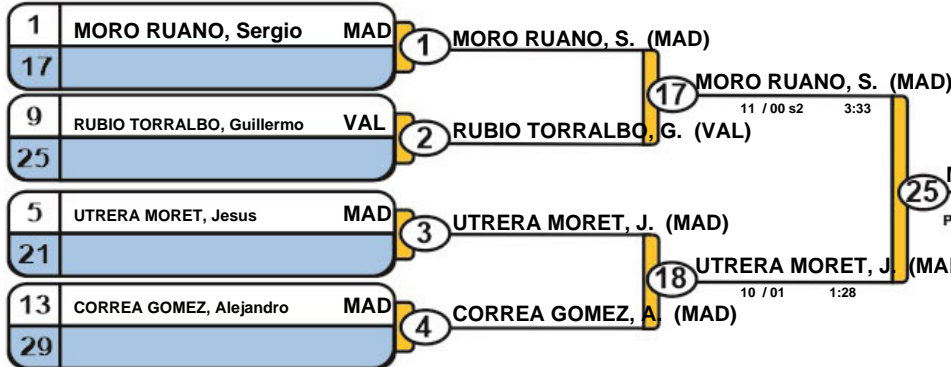 1 MORO RUANO, Sergio MAD
17
1 MORO RUANO, S. (MAD)
9 RUBIO TORRALBO, Guillermo VAL
25
2 RUBIO TORRALBO, G. (VAL)
17 MORO RUANO, S. (MAD)
11 / 00 s2 3:33
5 UTRERA MORET, Jesus MAD
21
3 UTRERA MORET, J. (MAD)
13 CORREA GOMEZ, Alejandro MAD
29
4 CORREA GOMEZ, A. (MAD)
18 UTRERA MORET, J. (MA
10 / 01 1:28
25
P